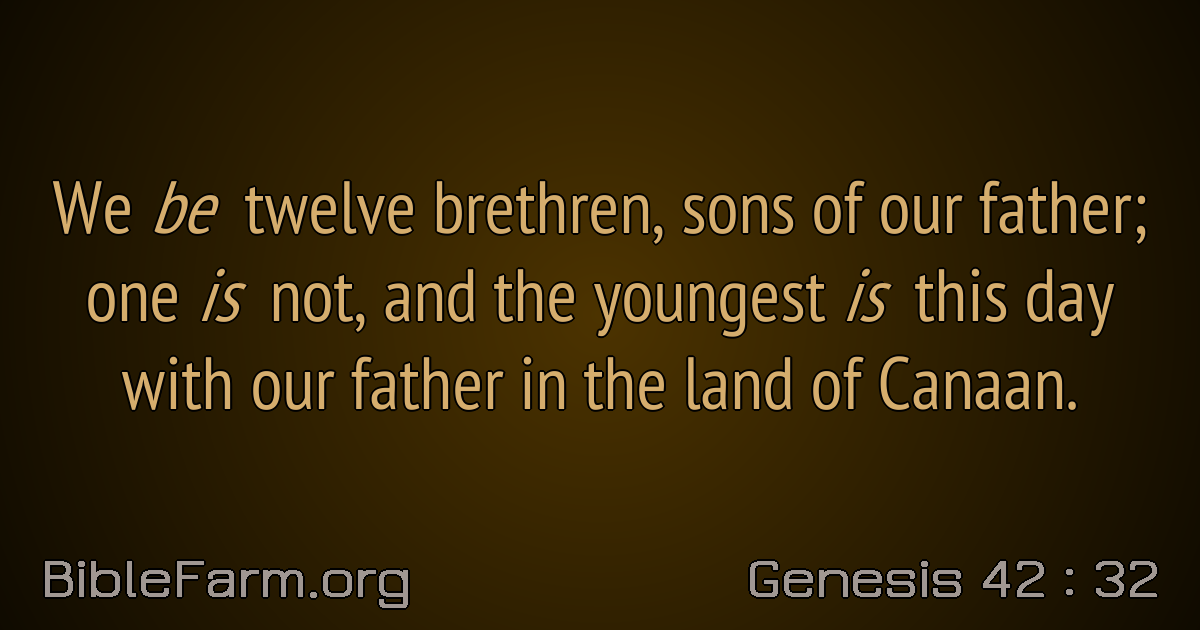 We be twelve brethren, sons of our father;
one is not, and the youngest is this day
with our father in the land of Canaan.
BibleFarm.org
Genesis 42 : 32